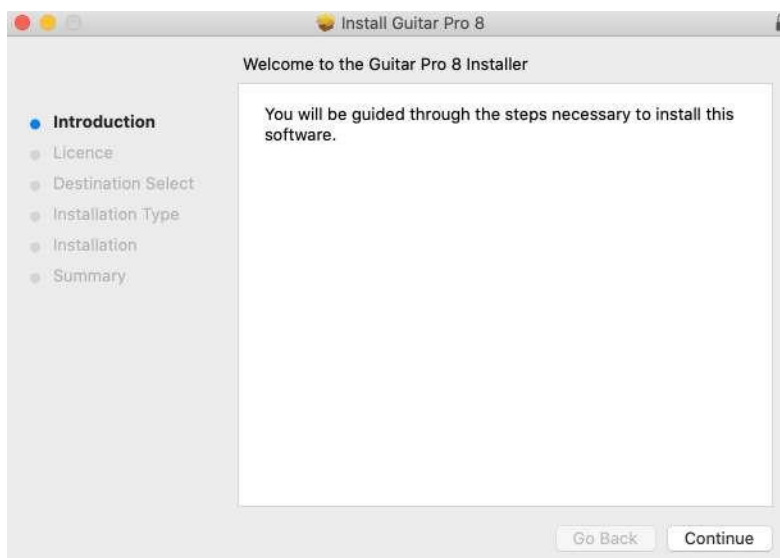 Install Guitar Pro 8
Welcome to the Guitar Pro 8 Installer
Introduction
Licence
Destination Select
Installation Type
Installation
Summary
You will be guided through the steps necessary to install this
software.
Go Back
Continue